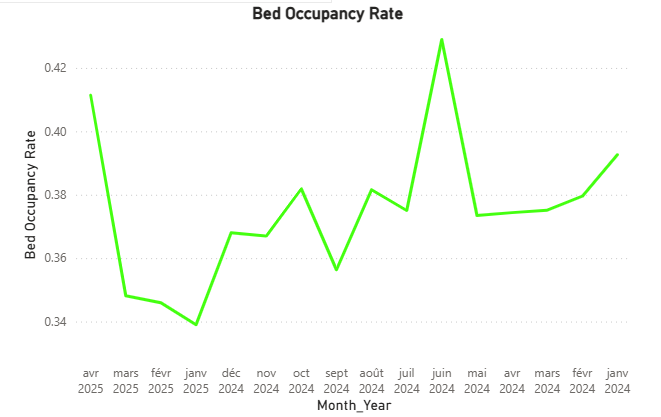 Bed Occupancy Rate
0.42
0.40
0.38
0.36
0.34
Bed Occupancy Rate
avr mars févr janv déc nov oct sept août juil juin mai avr mars févr janv
2025 2025 2025 2025 2024 2024 2024 2024 2024 2024 2024 2024 2024 2024 2024 2024
Month_Year